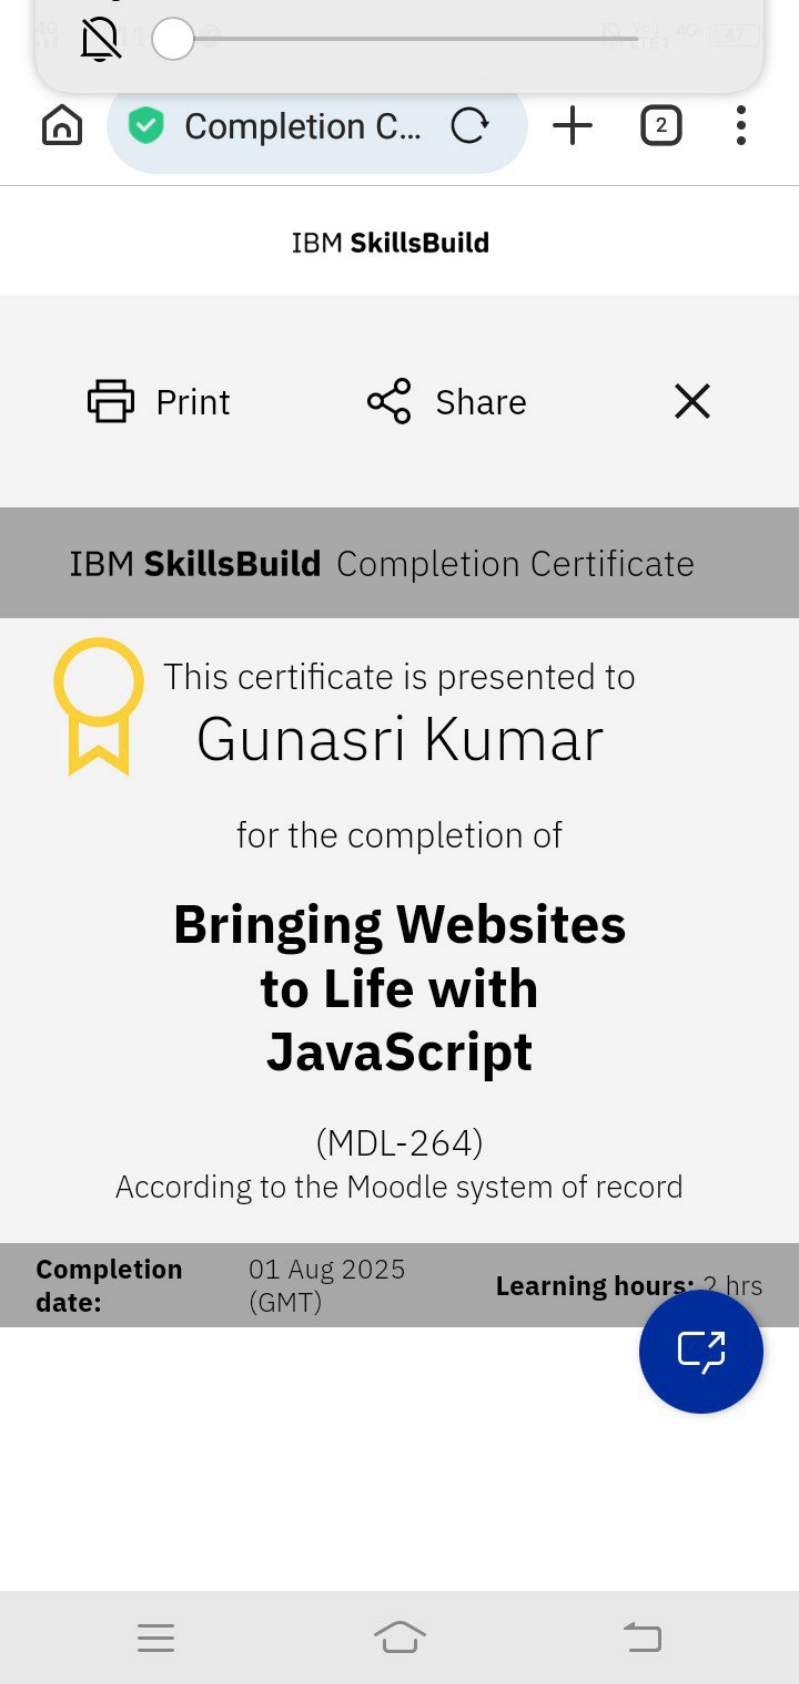 Completion C...
2
IBM SkillsBuild
Print
Share
IBM SkillsBuild Completion Certificate
This certificate is presented to
Gunasri Kumar
for the completion of
Bringing Websites
to Life with
JavaScript
(MDL-264)
According to the Moodle system of record
Completion
date:
01 Aug 2025
(GMT)
Learning hours: 2 hrs